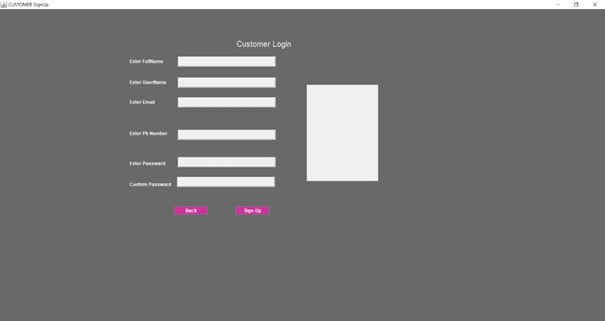 CUSTOMER SignUp
Customer Login
Enter FullName
Enter UserName
Enter Email
Enter PN Number
Enter Password
Confirm Password
Back Sign Up